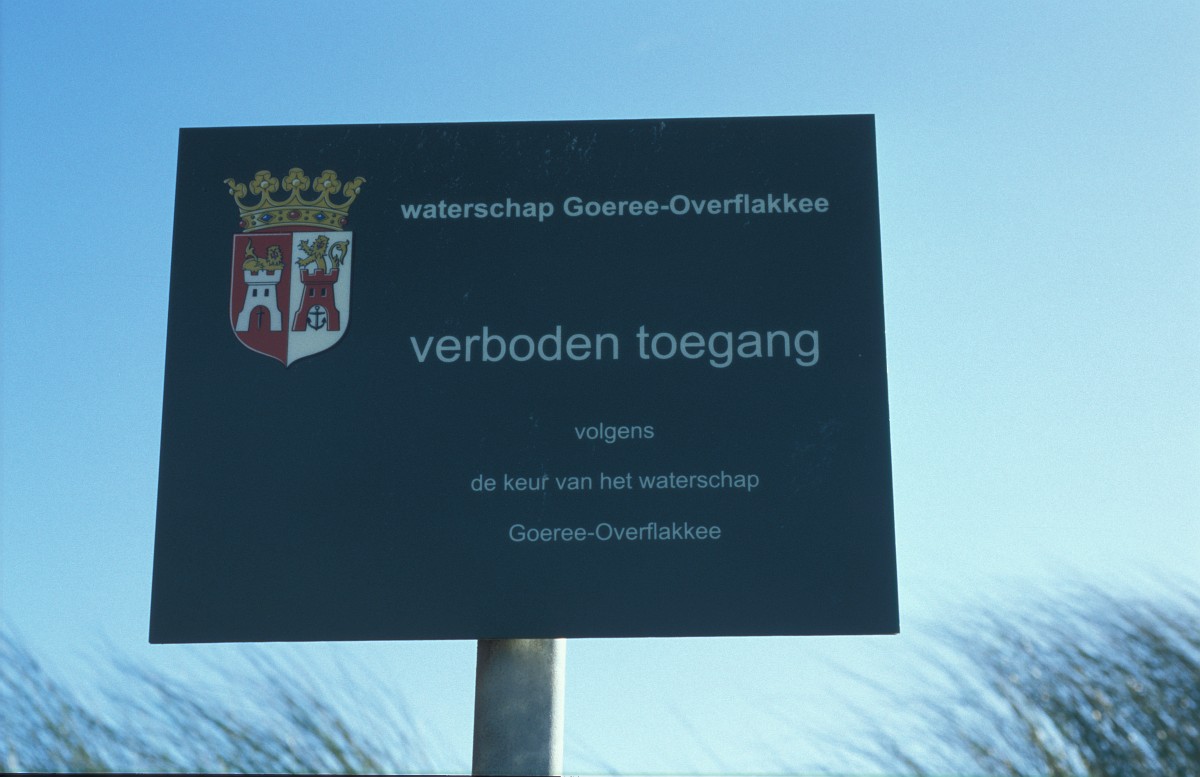 waterschap Goeree-Overflakkee
verboden toegang
volgens
de keur van het waterschap
Goeree-Overflakkee